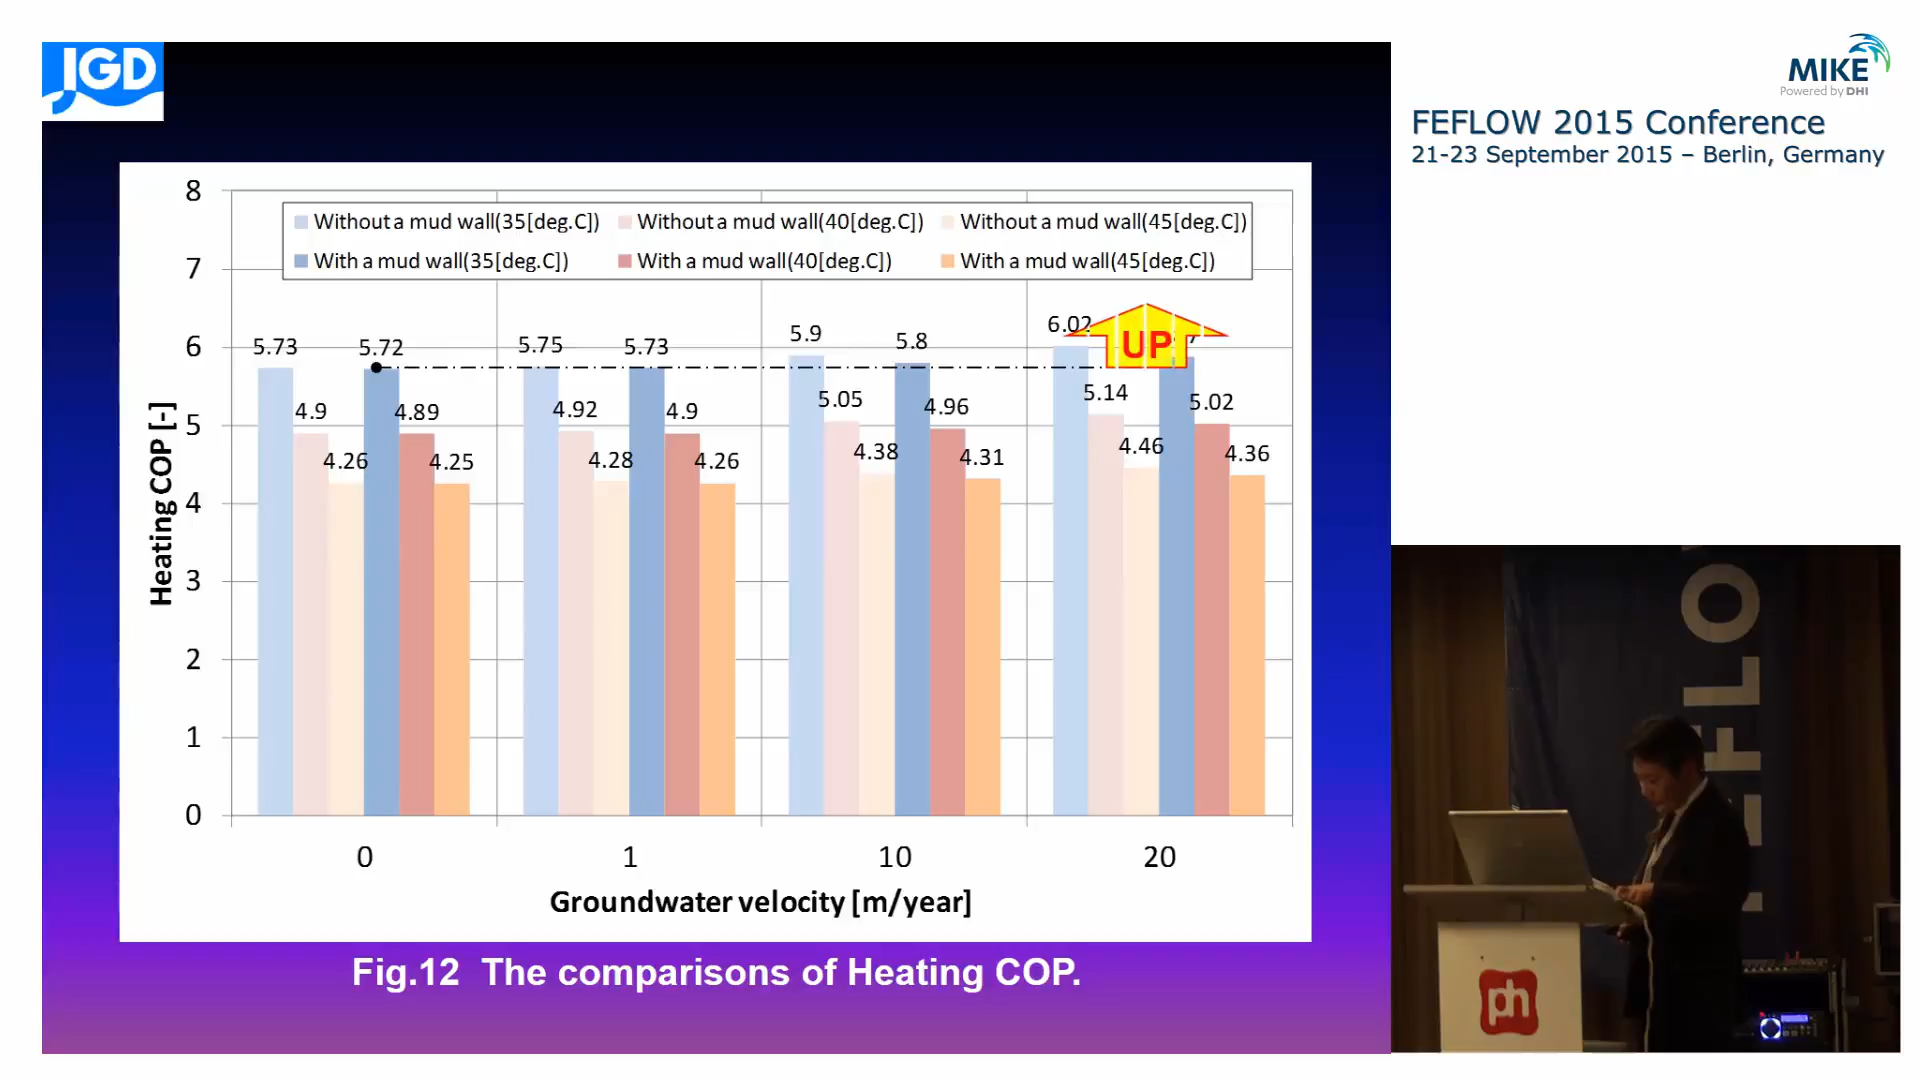 JGD
MIKE
Powered by DHI
FEFLOW 2015 Conference
21-23 September 2015 – Berlin, Germany
Without a mud wall(35[deg.C]) Without a mud wall(40[deg.C]) Without a mud wall(45[deg.C])
With a mud wall(35[deg.C]) With a mud wall(40[deg.C]) With a mud wall(45[deg.C])
Heating COP [-]
8
7
6
5
4
3
2
1
0
5.73 4.9 4.26 5.72 4.89 4.25
5.75 4.92 4.28 5.73 4.9 4.26
5.9 5.05 4.38 5.8 4.96 4.31
6.02 5.14 4.46 5.02 4.36
UP
0 1 10 20
Groundwater velocity [m/year]
Fig.12 The comparisons of Heating COP.
FLO
ph